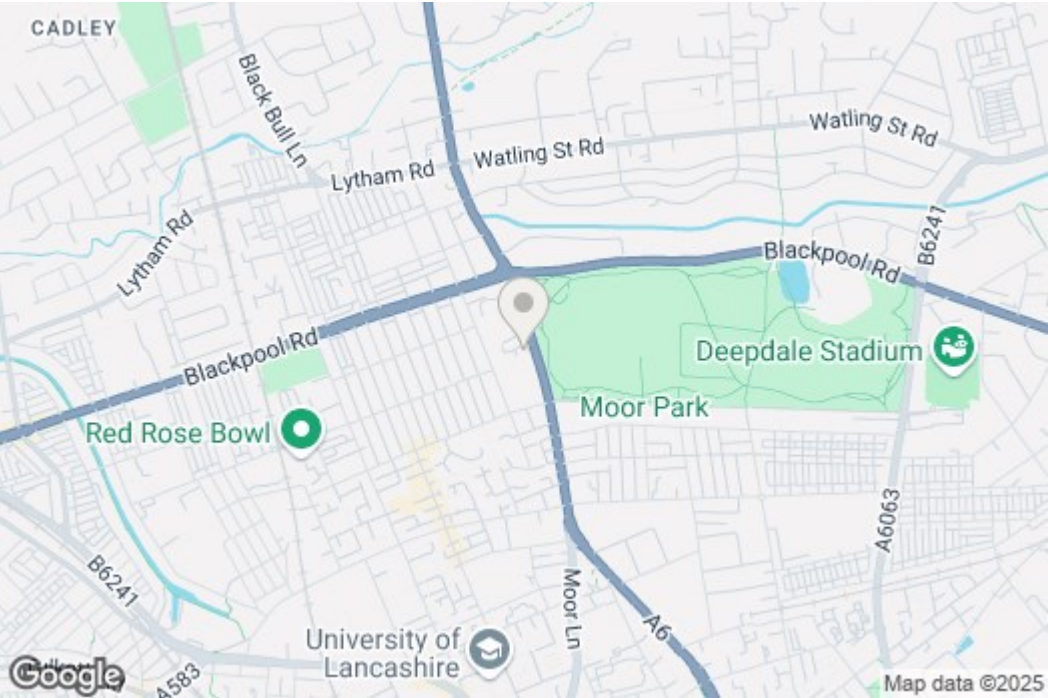 CADLEY
Black Bull Ln
Watling St Rd
Watling St Rd
Lytham Rd
Lytham Rd
B6241
Blackpool Rd
Blackpool Rd
Deepdale Stadium
Moor Park
Red Rose Bowl
A6063
B6241
Moor Ln
A6
University of
Lancashire
A583
Google
Map data ©2025